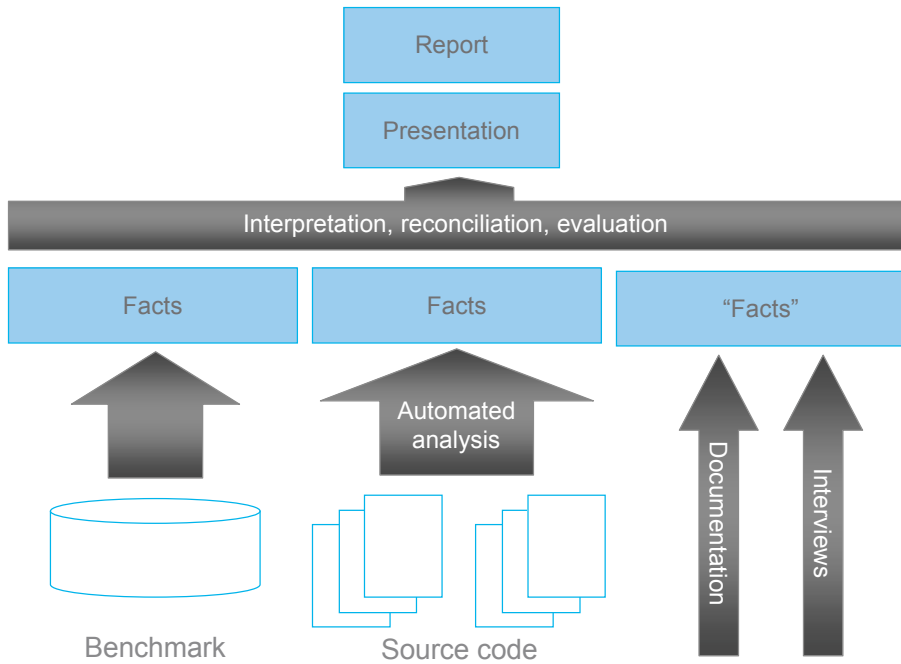 Report
Presentation
Interpretation, reconciliation, evaluation
Facts
Facts
“Facts”
Automated
analysis
Documentation
Interviews
Benchmark
Source code